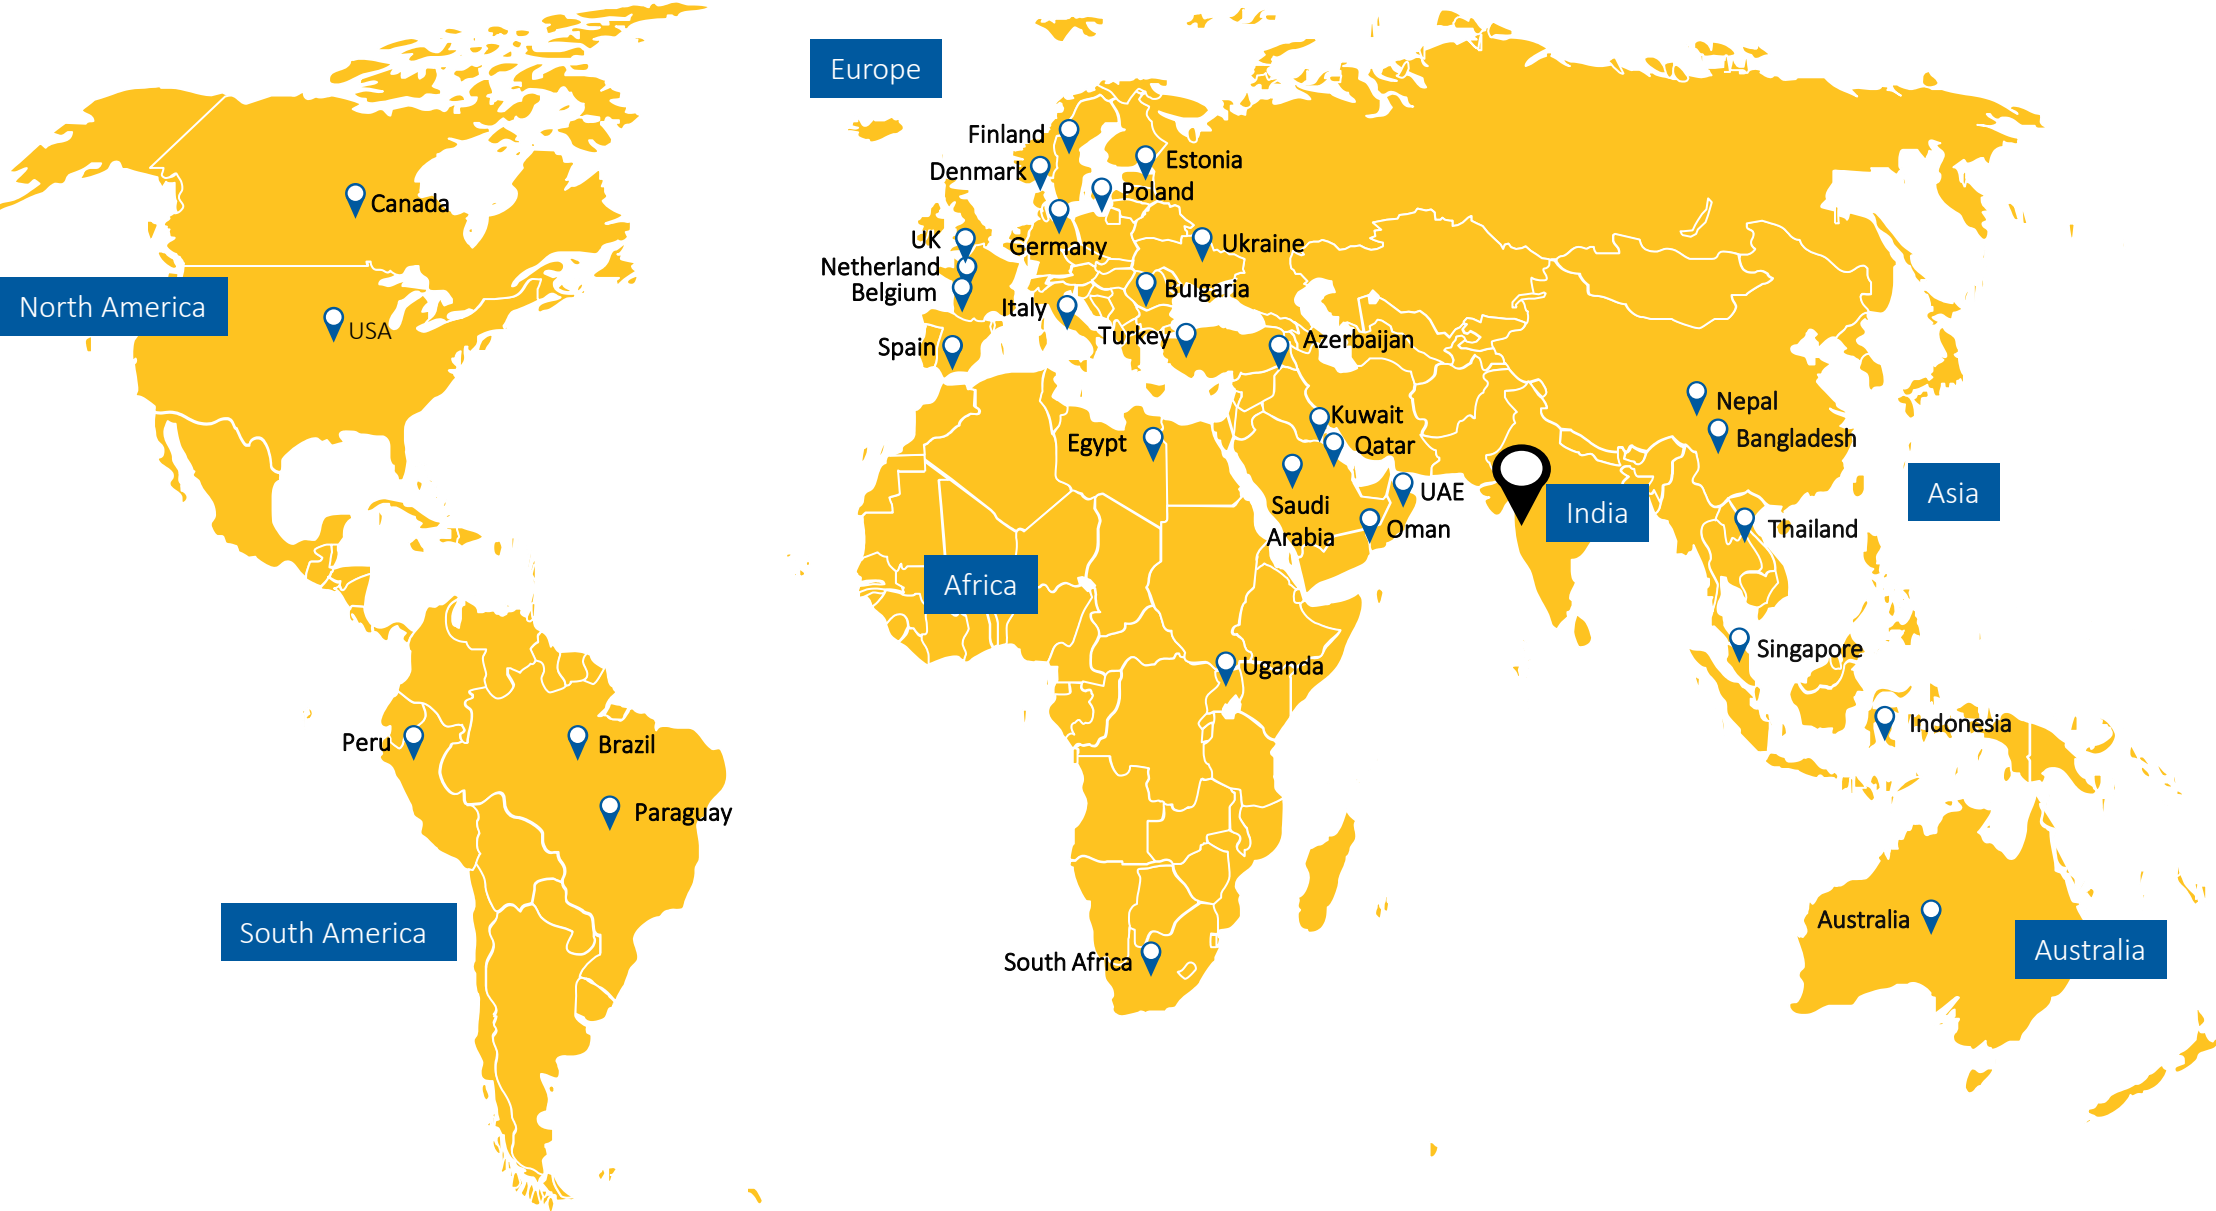 Europe
Finland
Denmark
Estonia
Poland
Canada
UK
Germany
Ukraine
Netherland
Belgium
Bulgaria
Italy
North America
USA
Turkey
Azerbaijan
Spain
Nepal
Kuwait
Bangladesh
Egypt
Qatar
UAE
Asia
Saudi
Arabia
India
Oman
Thailand
Africa
Singapore
Uganda
Indonesia
Peru
Brazil
Paraguay
Australia
South America
Australia
South Africa